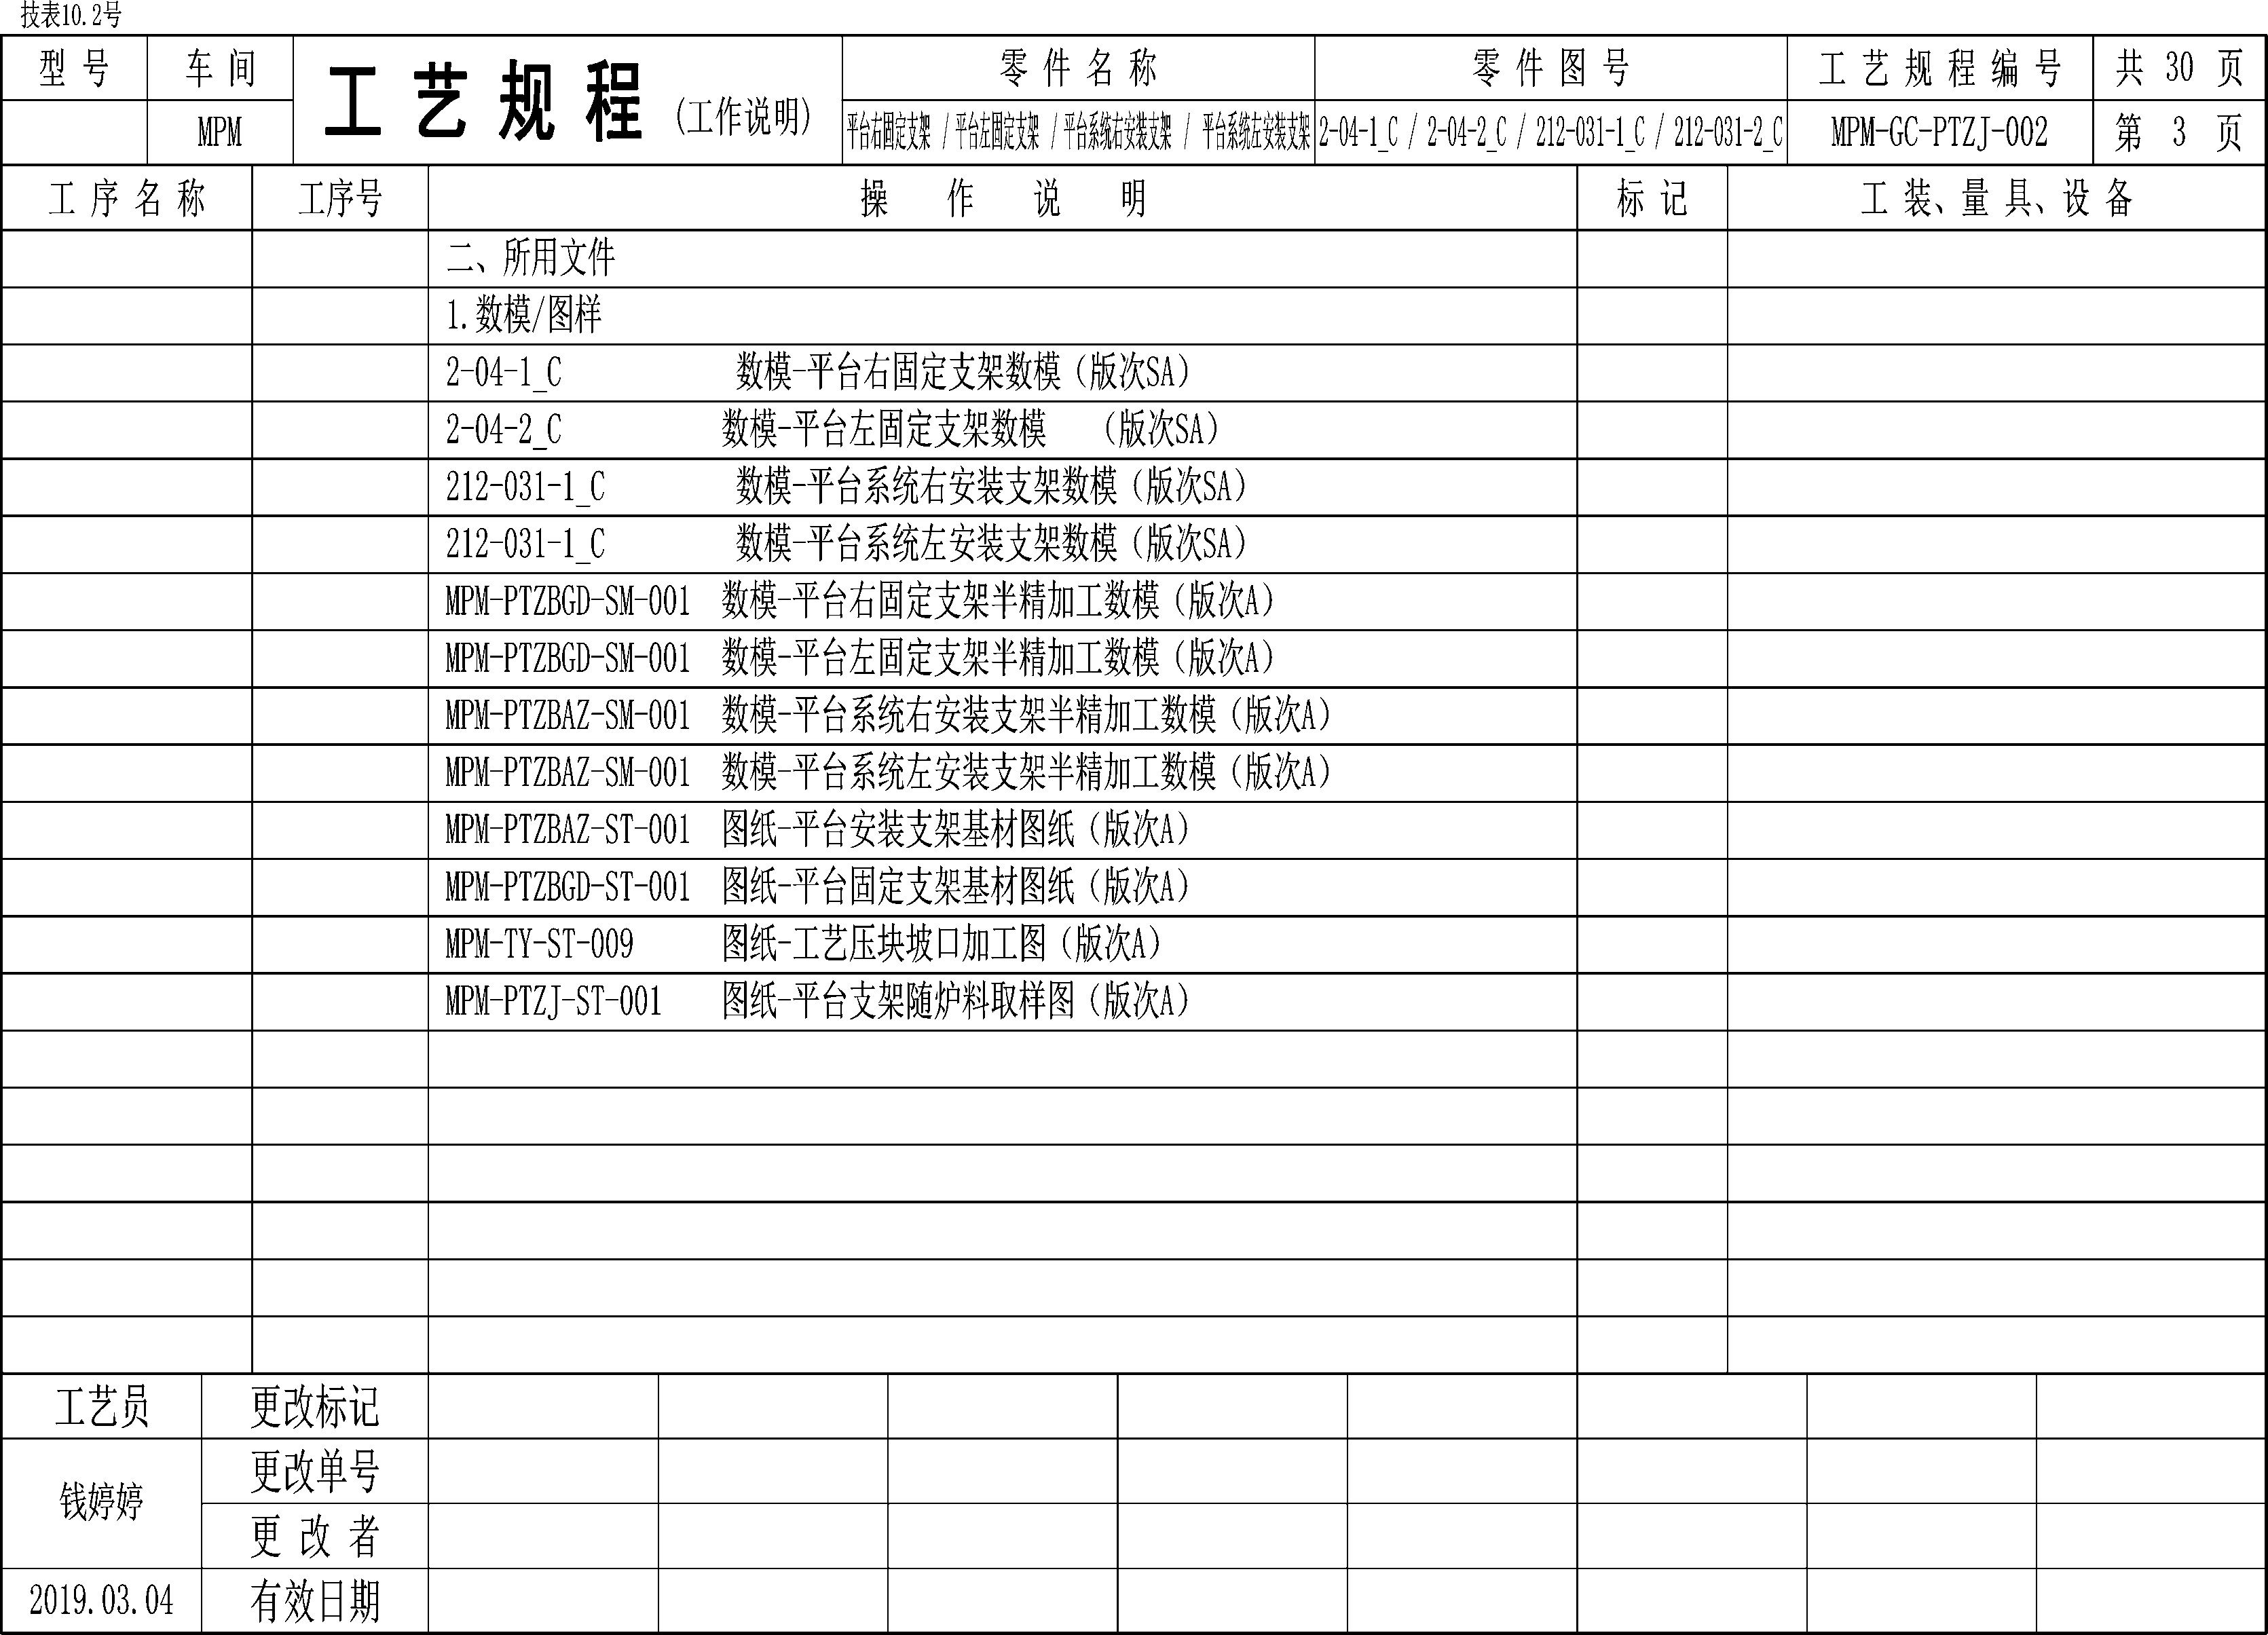 技表10.2号
型 号 车 间 工 艺 规 程 (工作说明) 零 件 名 称 零 件 图 号 工 艺 规 程 编 号 共 30 页
MPM 平台右固定支架 / 平台左固定支架 / 平台系统右安装支架 / 平台系统左安装支架 2-04-1_C / 2-04-2_C / 212-031-1_C / 212-031-2_C MPM-GC-PTZJ-002 第 3 页
工 序 名 称 工序号 操 作 说 明 标 记 工 装、量 具、设 备
二、所用文件
1.数模/图样
2-04-1_C 数模-平台右固定支架数模（版次SA）
2-04-2_C 数模-平台左固定支架数模 （版次SA）
212-031-1_C 数模-平台系统右安装支架数模（版次SA）
212-031-1_C 数模-平台系统左安装支架数模（版次SA）
MPM-PTZBGD-SM-001 数模-平台右固定支架半精加工数模（版次A）
MPM-PTZBGD-SM-001 数模-平台左固定支架半精加工数模（版次A）
MPM-PTZBAZ-SM-001 数模-平台系统右安装支架半精加工数模（版次A）
MPM-PTZBAZ-SM-001 数模-平台系统左安装支架半精加工数模（版次A）
MPM-PTZBAZ-ST-001 图纸-平台安装支架基材图纸（版次A）
MPM-PTZBGD-ST-001 图纸-平台固定支架基材图纸（版次A）
MPM-TY-ST-009 图纸-工艺压块坡口加工图（版次A）
MPM-PTZJ-ST-001 图纸-平台支架随炉料取样图（版次A）
工艺员 更改标记
钱婷婷 更改单号
更 改 者
2019.03.04 有效日期